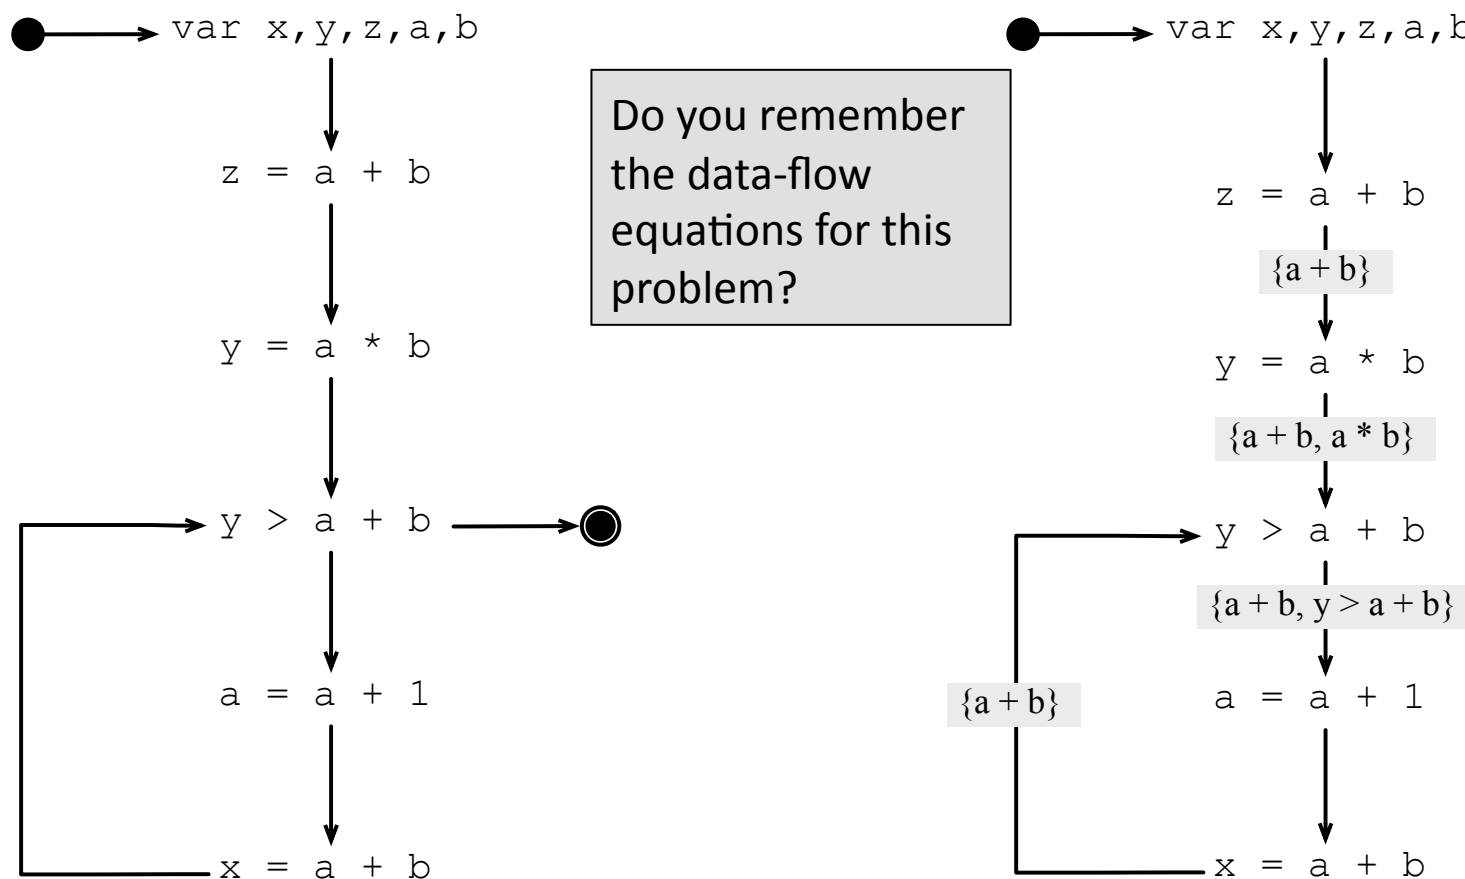 var x,y,z,a,b
z = a + b
y = a * b
y > a + b
a = a + 1
x = a + b
Do you remember
the data-flow
equations for this
problem?
var x,y,z,a,b
z = a + b
{a + b}
y = a * b
{a + b, a * b}
y > a + b
{a + b, y > a + b}
{a + b}
a = a + 1
x = a + b